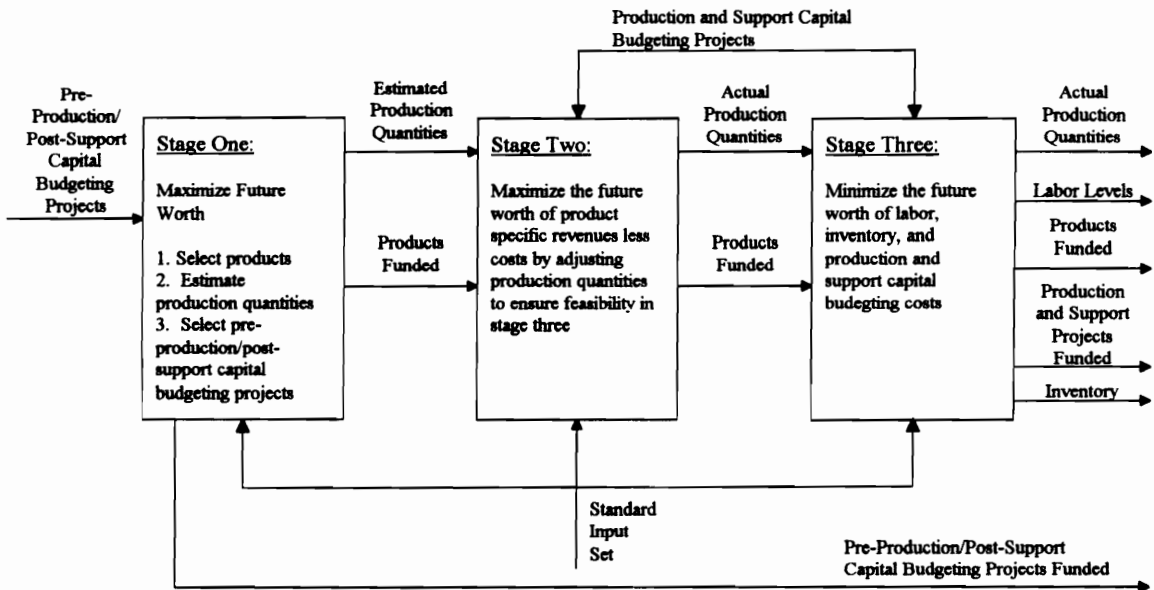 Production and Support Capital
Budgeting Projects
Pre-
Production/
Post-Support
Capital
Budgeting
Projects
Stage One:
Maximize Future
Worth
1. Select products
2. Estimate
production quantities
3. Select pre-
production/post-
support capital
budgeting projects
Estimated
Production
Quantities
Products
Funded
Stage Two:
Maximize the future
worth of product
specific revenues less
costs by adjusting
production quantities
to ensure feasibility in
stage three
Actual
Production
Quantities
Products
Funded
Stage Three:
Minimize the future
worth of labor,
inventory, and
production and
support capital
budegting costs
Actual
Production
Quantities
Labor Levels
Products
Funded
Production
and Support
Projects
Funded
Inventory
Standard
Input
Set
Pre-Production/Post-Support
Capital Budgeting Projects Funded